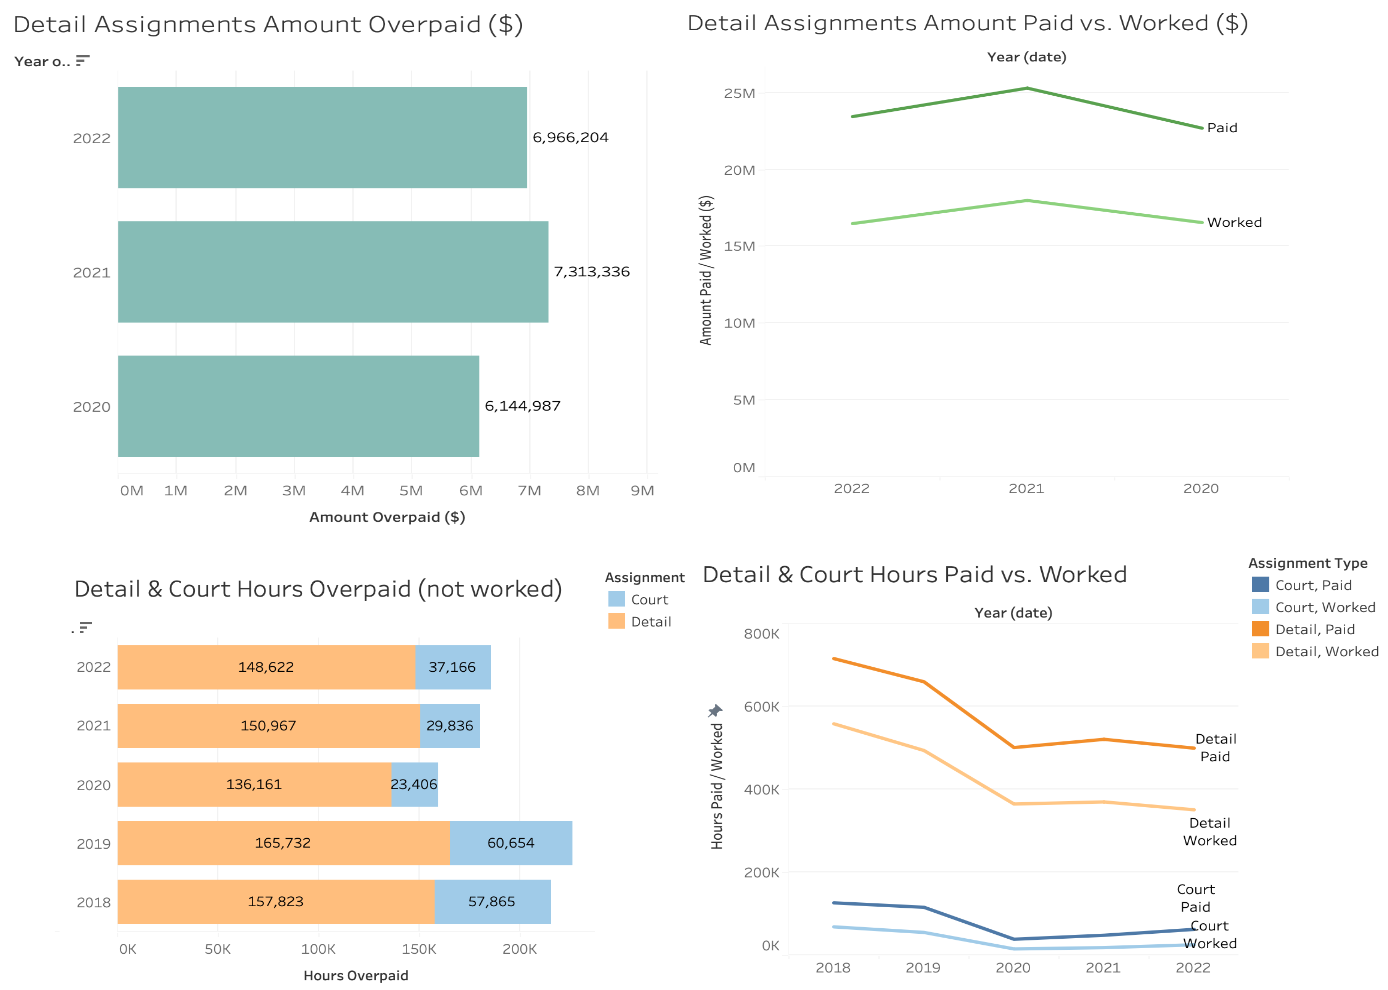 Detail Assignments Amount Overpaid ($)
Year o..
2022
6,966,204
2021
7,313,336
2020
6,144,987
0M 1M 2M 3M 4M 5M 6M 7M 8M 9M
Amount Overpaid ($)
Detail Assignments Amount Paid vs. Worked ($)
Year (date)
Amount Paid / Worked ($)
25M
20M
15M
10M
5M
0M
Paid
Worked
2022 2021 2020
Detail & Court Hours Overpaid (not worked)
Assignment
Court
Detail
.
2022 148,622 37,166
2021 150,967 29,836
2020 136,161 23,406
2019 165,732 60,654
2018 157,823 57,865
0K 50K 100K 150K 200K
Hours Overpaid
Detail & Court Hours Paid vs. Worked
Year (date)
Assignment Type
Court, Paid
Court, Worked
Detail, Paid
Detail, Worked
Hours Paid / Worked
800K
600K
400K
200K
0K
Detail
Paid
Detail
Worked
Court
Paid
Court
Worked
2018 2019 2020 2021 2022